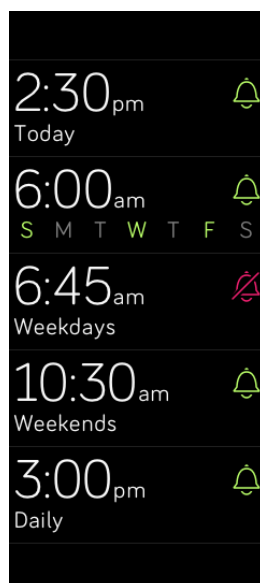 2:30pm
Today
6:00am
S M T W T F S
6:45am
Weekdays
10:30am
Weekends
3:00pm
Daily